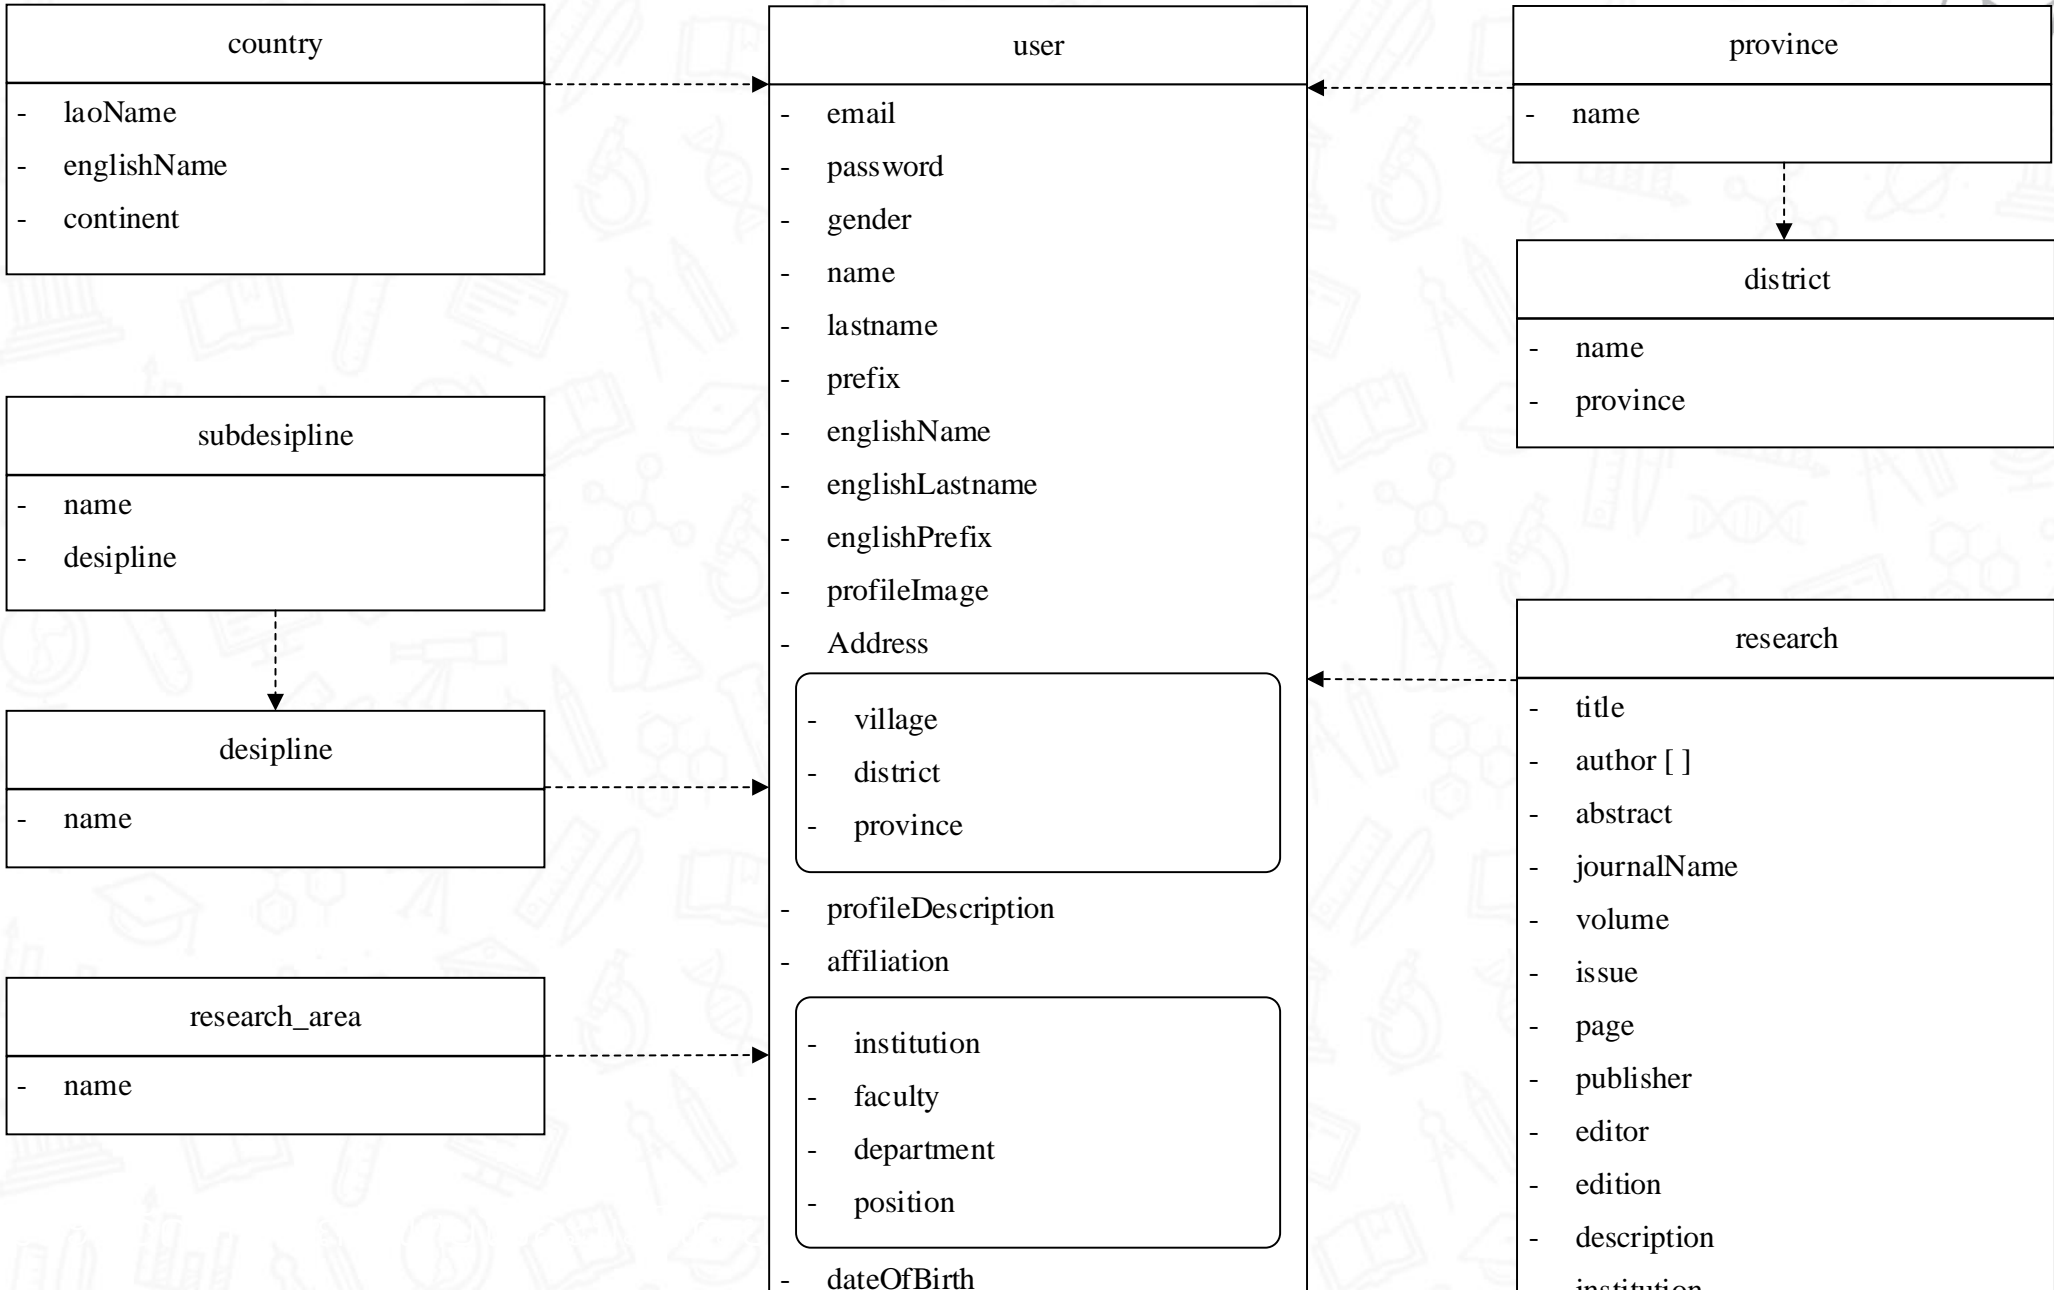 country
- laoName
- englishName
- continent
subdesipline
- name
- desipline
desipline
- name
research_area
- name
user
- email
- password
- gender
- name
- lastname
- prefix
- englishName
- englishLastname
- englishPrefix
- profileImage
- Address
- village
- district
- province
- profileDescription
- affiliation
- institution
- faculty
- department
- position
- dateOfBirth
province
- name
district
- name
- province
research
- title
- author [ ]
- abstract
- journalName
- volume
- issue
- page
- publisher
- editor
- edition
- description
- institution